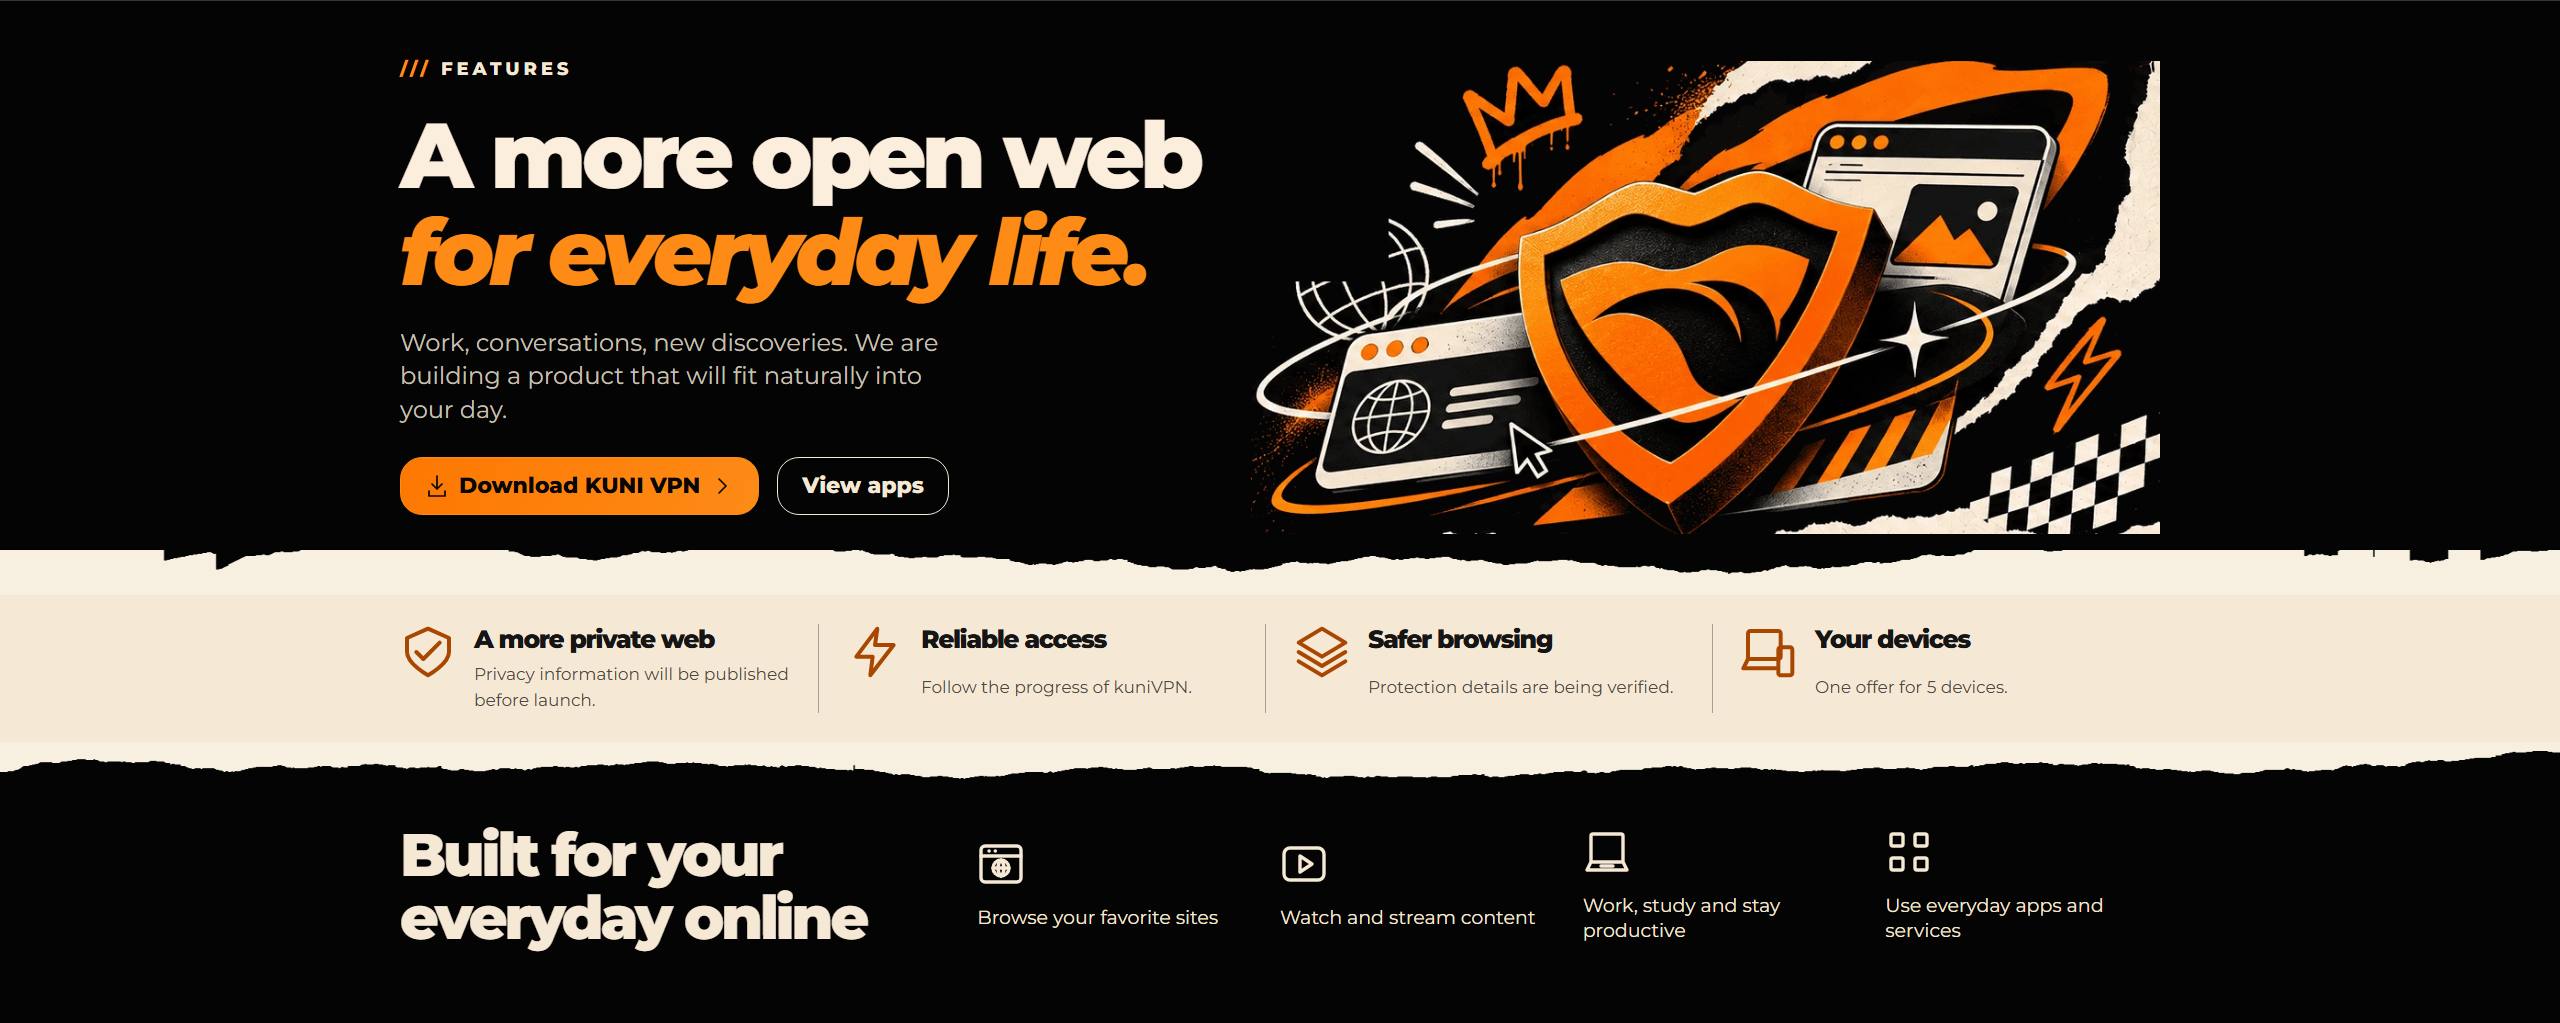 /// FEATURES
A more open web
for everyday life.
Work, conversations, new discoveries. We are
building a product that will fit naturally into
your day.
Download KUNI VPN
View apps
A more private web
Privacy information will be published
before launch.
Reliable access
Follow the progress of kuniVPN.
Safer browsing
Protection details are being verified.
Your devices
One offer for 5 devices.
Built for your
everyday online
Browse your favorite sites
Watch and stream content
Work, study and stay
productive
Use everyday apps and
services